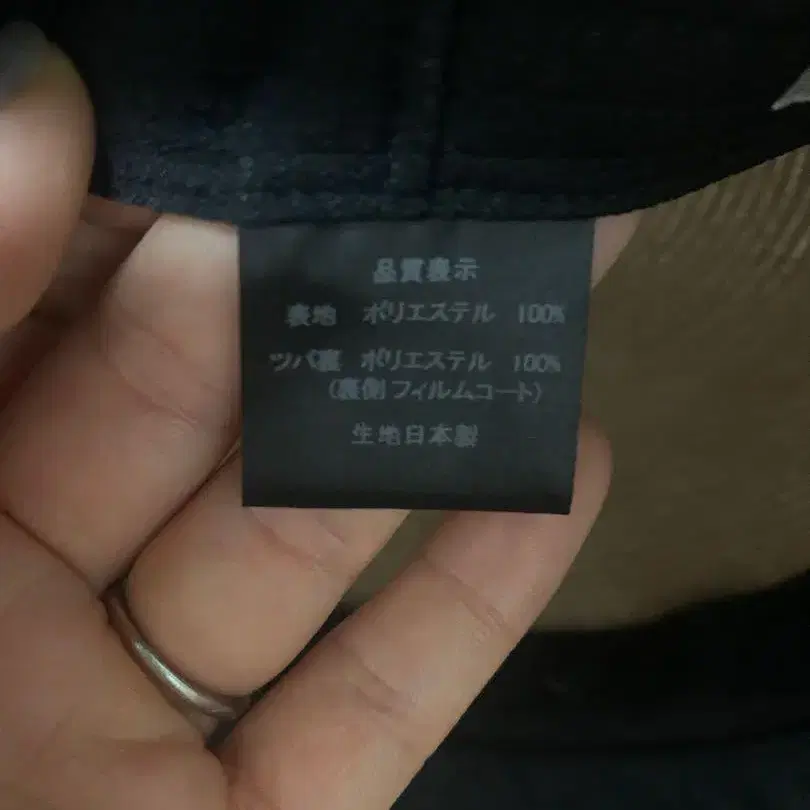 品質表示
表地 ポリエステル 100%
ツバ裏 ポリエステル 100%
(裏側フィルムコート)
生地日本製